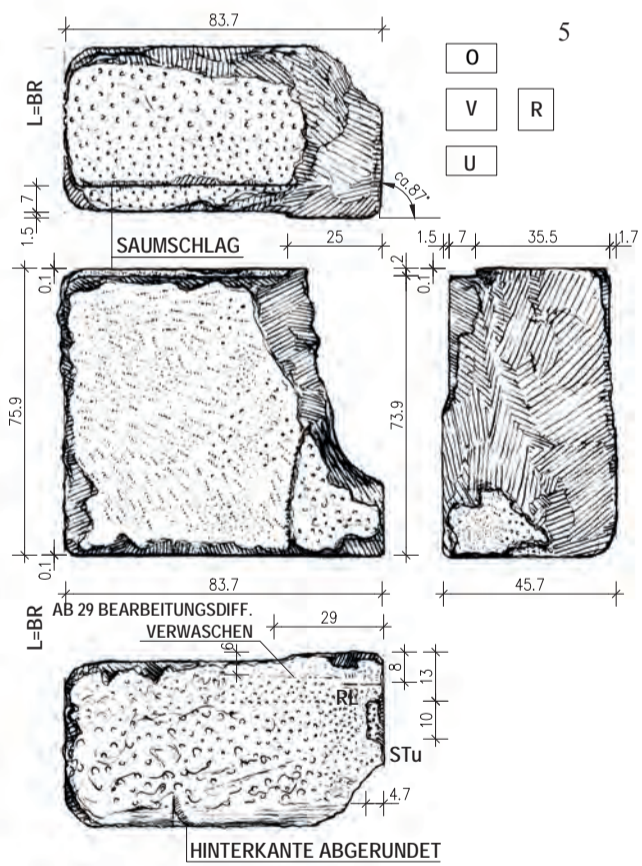 83.7
5
O
V R
U
L=BR
7
1.5
ca.87°
SAUMSCHLAG
25
1.5 7 35.5 1.7
0.1
2
0.1
75.9
73.9
0.1
83.7
45.7
L=BR
AB 29 BEARBEITUNGSDIFF.
VERWASCHEN
29
6
8
13
RL
10
STu
4.7
HINTERKANTE ABGERUNDET